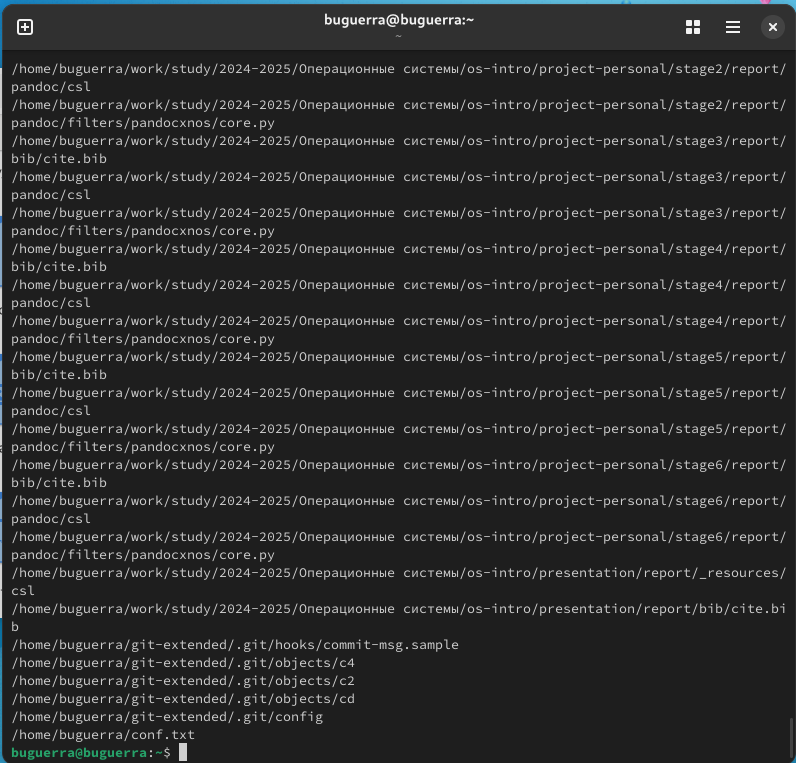 buguerra@buguerra:~
~
/home/buguerra/work/study/2024-2025/Операционные системы/os-intro/project-personal/stage2/report/
pandoc/csl
/home/buguerra/work/study/2024-2025/Операционные системы/os-intro/project-personal/stage2/report/
pandoc/filters/pandocxnos/core.py
/home/buguerra/work/study/2024-2025/Операционные системы/os-intro/project-personal/stage3/report/
bib/cite.bib
/home/buguerra/work/study/2024-2025/Операционные системы/os-intro/project-personal/stage3/report/
pandoc/csl
/home/buguerra/work/study/2024-2025/Операционные системы/os-intro/project-personal/stage3/report/
pandoc/filters/pandocxnos/core.py
/home/buguerra/work/study/2024-2025/Операционные системы/os-intro/project-personal/stage4/report/
bib/cite.bib
/home/buguerra/work/study/2024-2025/Операционные системы/os-intro/project-personal/stage4/report/
pandoc/csl
/home/buguerra/work/study/2024-2025/Операционные системы/os-intro/project-personal/stage4/report/
pandoc/filters/pandocxnos/core.py
/home/buguerra/work/study/2024-2025/Операционные системы/os-intro/project-personal/stage5/report/
bib/cite.bib
/home/buguerra/work/study/2024-2025/Операционные системы/os-intro/project-personal/stage5/report/
pandoc/csl
/home/buguerra/work/study/2024-2025/Операционные системы/os-intro/project-personal/stage5/report/
pandoc/filters/pandocxnos/core.py
/home/buguerra/work/study/2024-2025/Операционные системы/os-intro/project-personal/stage6/report/
bib/cite.bib
/home/buguerra/work/study/2024-2025/Операционные системы/os-intro/project-personal/stage6/report/
pandoc/csl
/home/buguerra/work/study/2024-2025/Операционные системы/os-intro/project-personal/stage6/report/
pandoc/filters/pandocxnos/core.py
/home/buguerra/work/study/2024-2025/Операционные системы/os-intro/presentation/report/_resources/
csl
/home/buguerra/work/study/2024-2025/Операционные системы/os-intro/presentation/report/bib/cite.bi
b
/home/buguerra/git-extended/.git/hooks/commit-msg.sample
/home/buguerra/git-extended/.git/objects/c4
/home/buguerra/git-extended/.git/objects/c2
/home/buguerra/git-extended/.git/objects/cd
/home/buguerra/git-extended/.git/config
/home/buguerra/conf.txt
buguerra@buguerra:~$